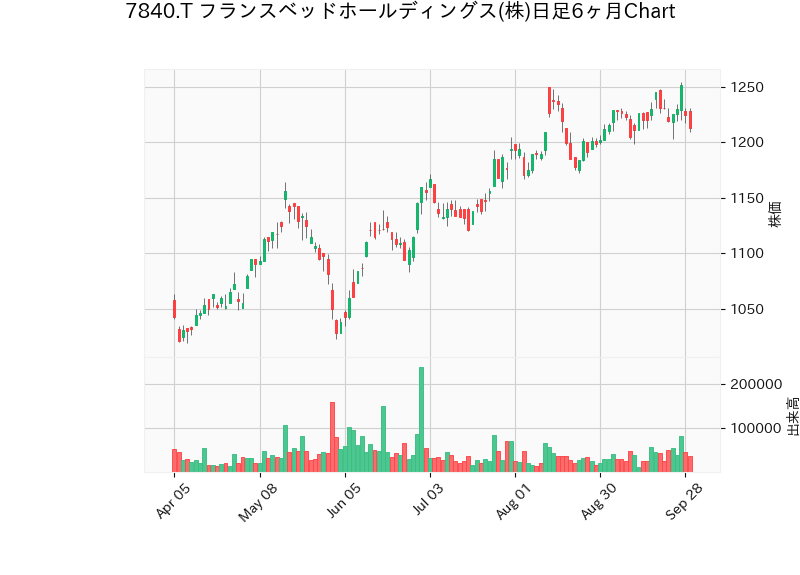 7840.T フランスベッドホールディングス(株)日足6ヶ月Chart
1250
1200
1150
1100
1050
株価
200000
100000
出来高
Apr 05
May 08
Jun 05
Jul 03
Aug 01
Aug 30
Sep 28